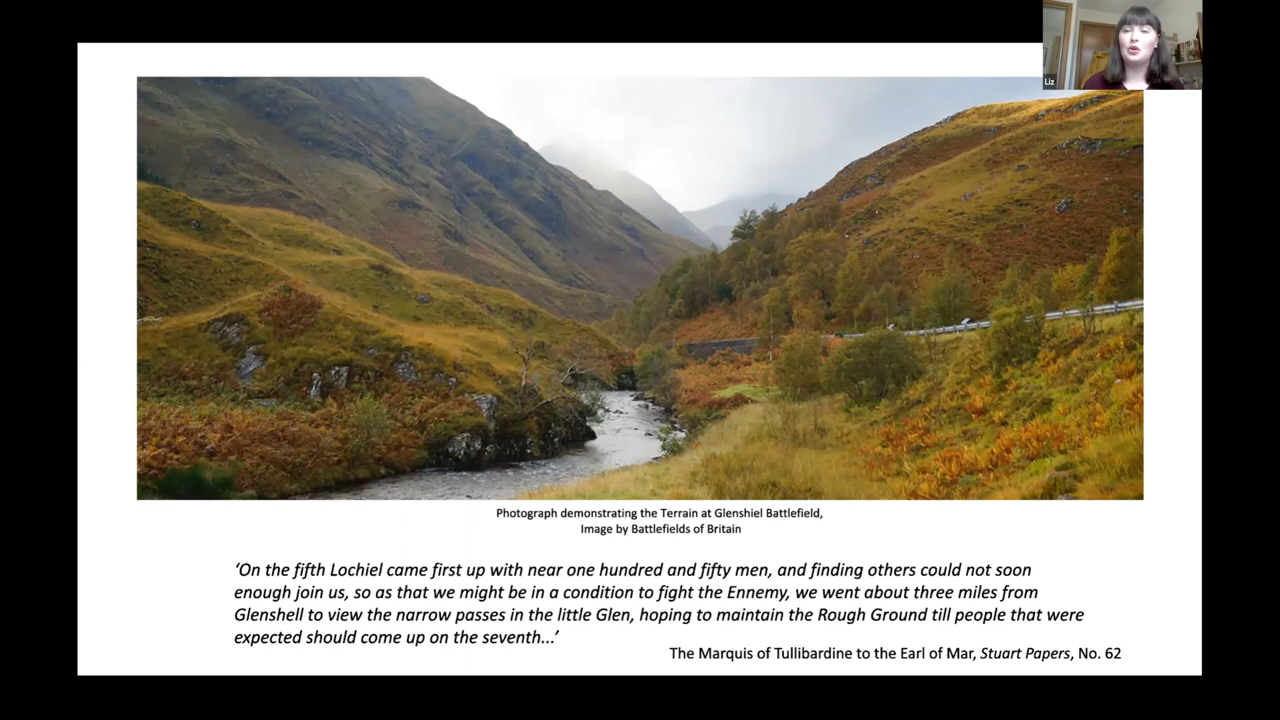 Liz
Photograph demonstrating the Terrain at Glenshiel Battlefield,
Image by Battlefields of Britain
‘On the fifth Lochiel came first up with near one hundred and fifty men, and finding others could not soon
enough join us, so as that we might be in a condition to fight the Ennemy, we went about three miles from
Glenshell to view the narrow passes in the little Glen, hoping to maintain the Rough Ground till people that were
expected should come up on the seventh...’
The Marquis of Tullibardine to the Earl of Mar, Stuart Papers, No. 62